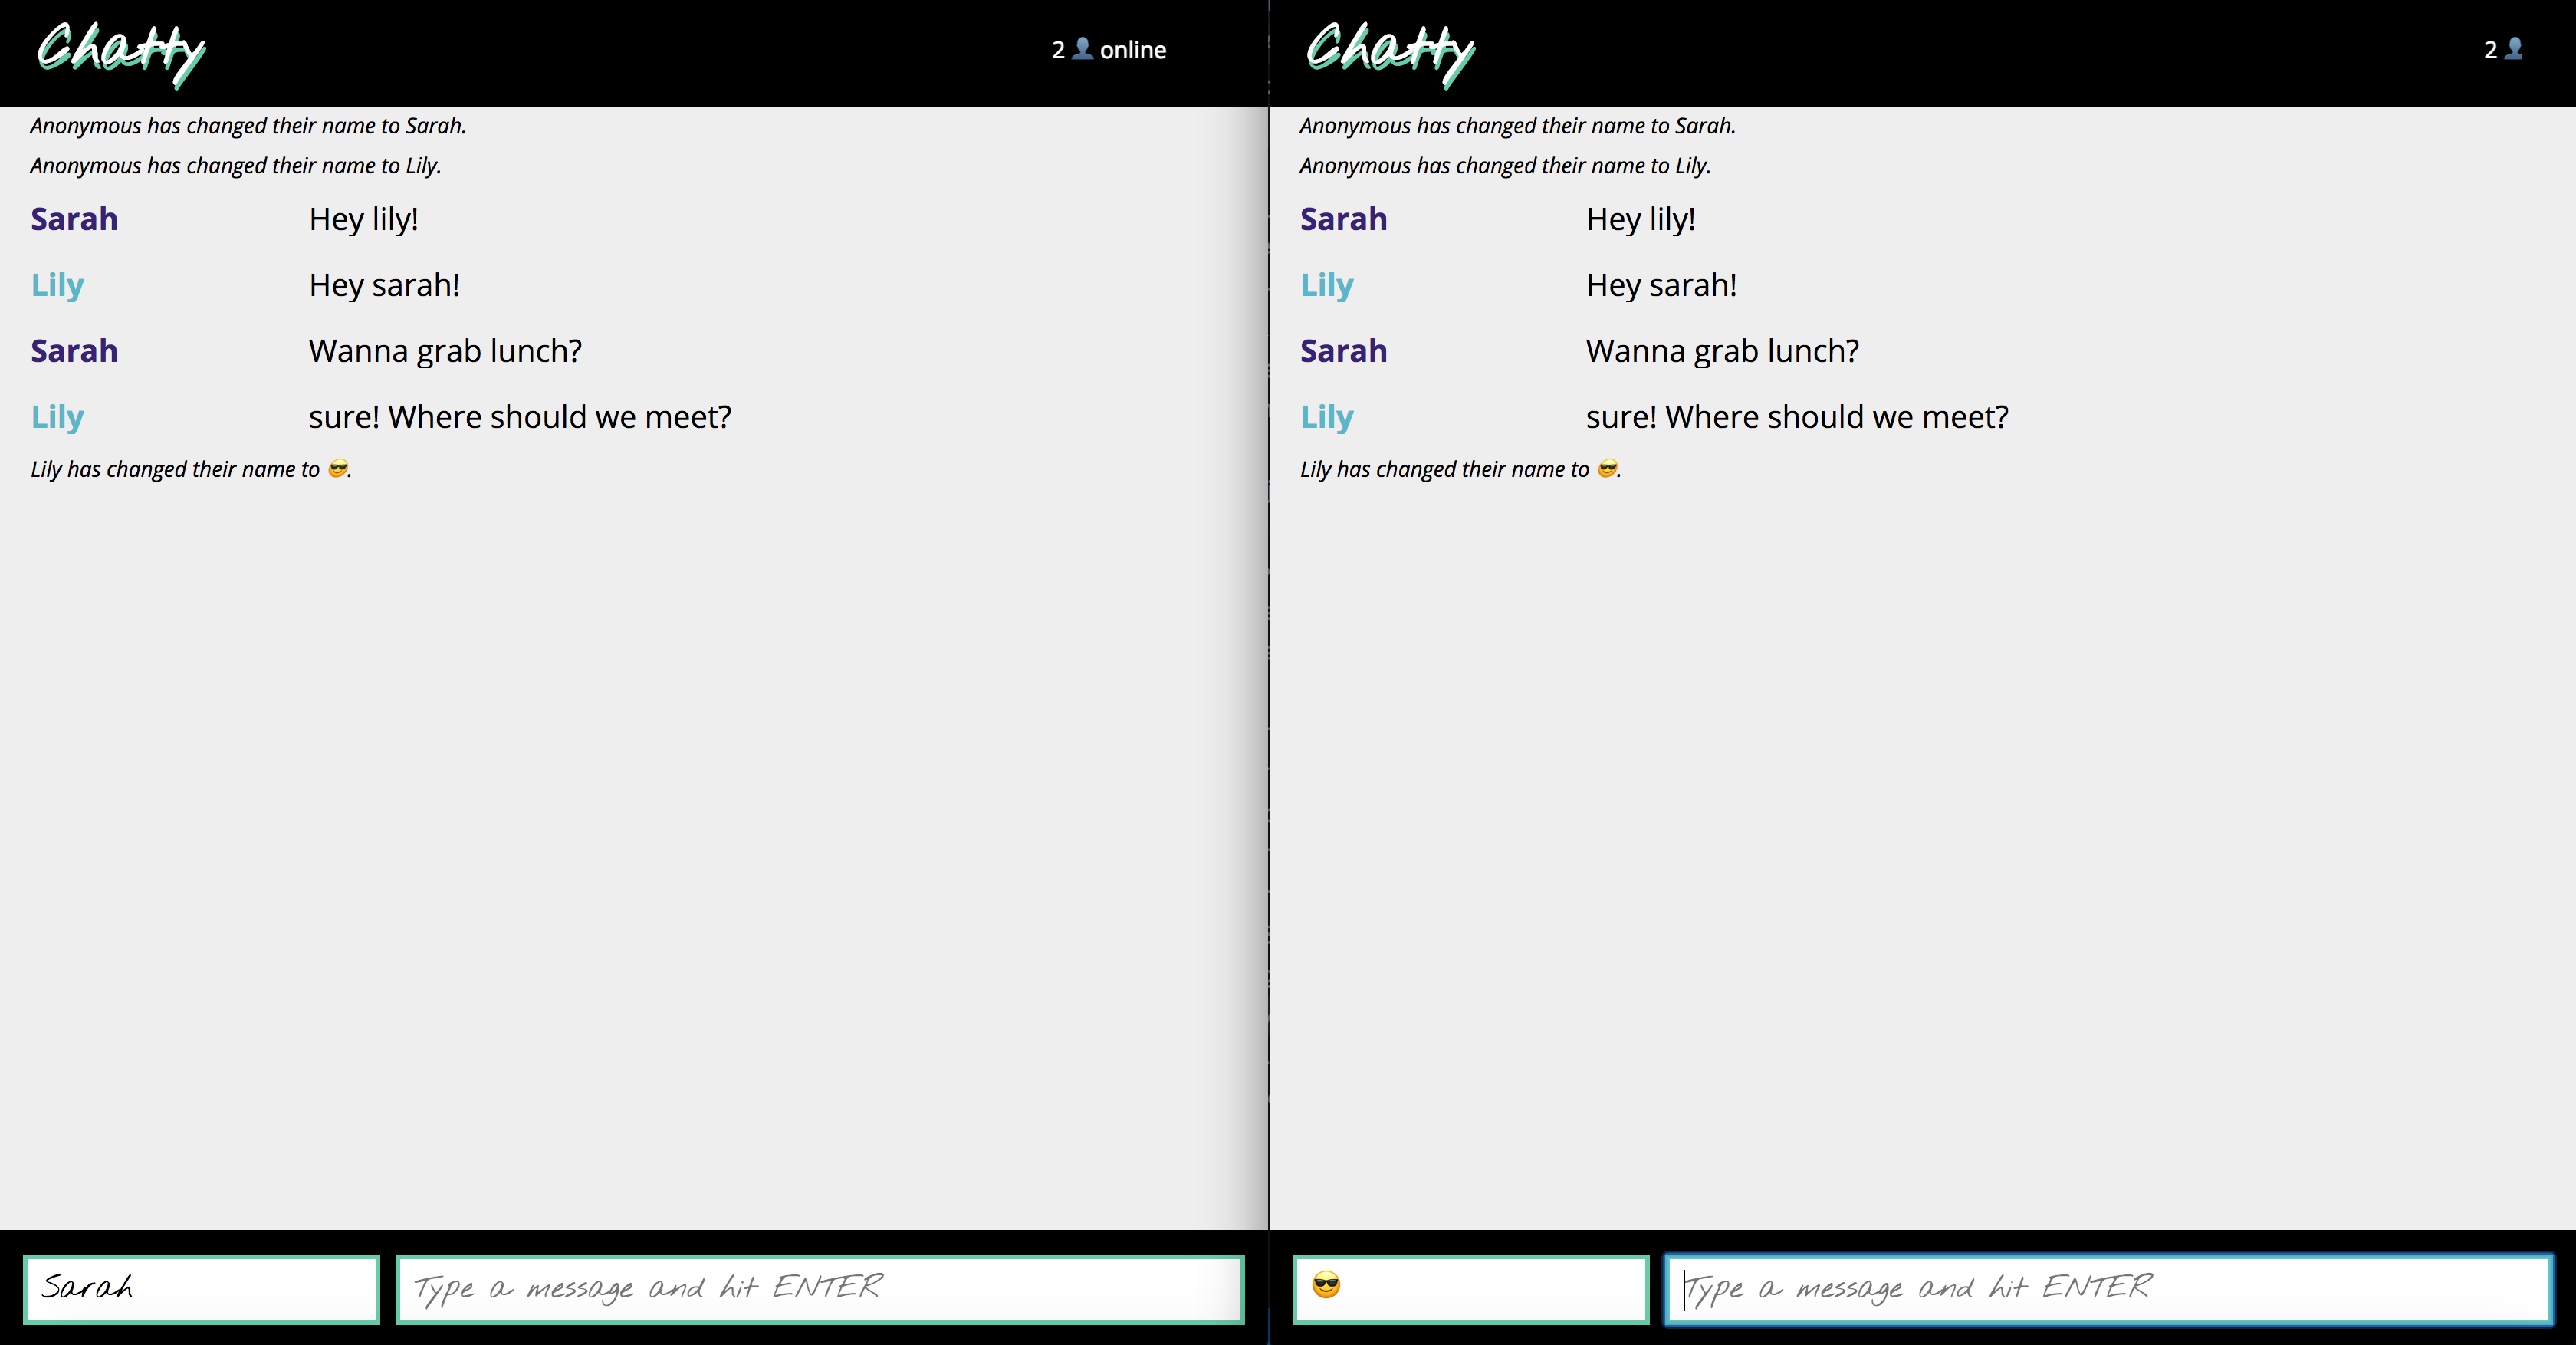 Chatty
2 👤 online
Anonymous has changed their name to Sarah.
Anonymous has changed their name to Lily.
Sarah Hey lily!
Lily Hey sarah!
Sarah Wanna grab lunch?
Lily sure! Where should we meet?
Lily has changed their name to 😎.
Sarah Type a message and hit ENTER
Chatty
2 👤
Anonymous has changed their name to Sarah.
Anonymous has changed their name to Lily.
Sarah Hey lily!
Lily Hey sarah!
Sarah Wanna grab lunch?
Lily sure! Where should we meet?
Lily has changed their name to 😎.
😎 Type a message and hit ENTER